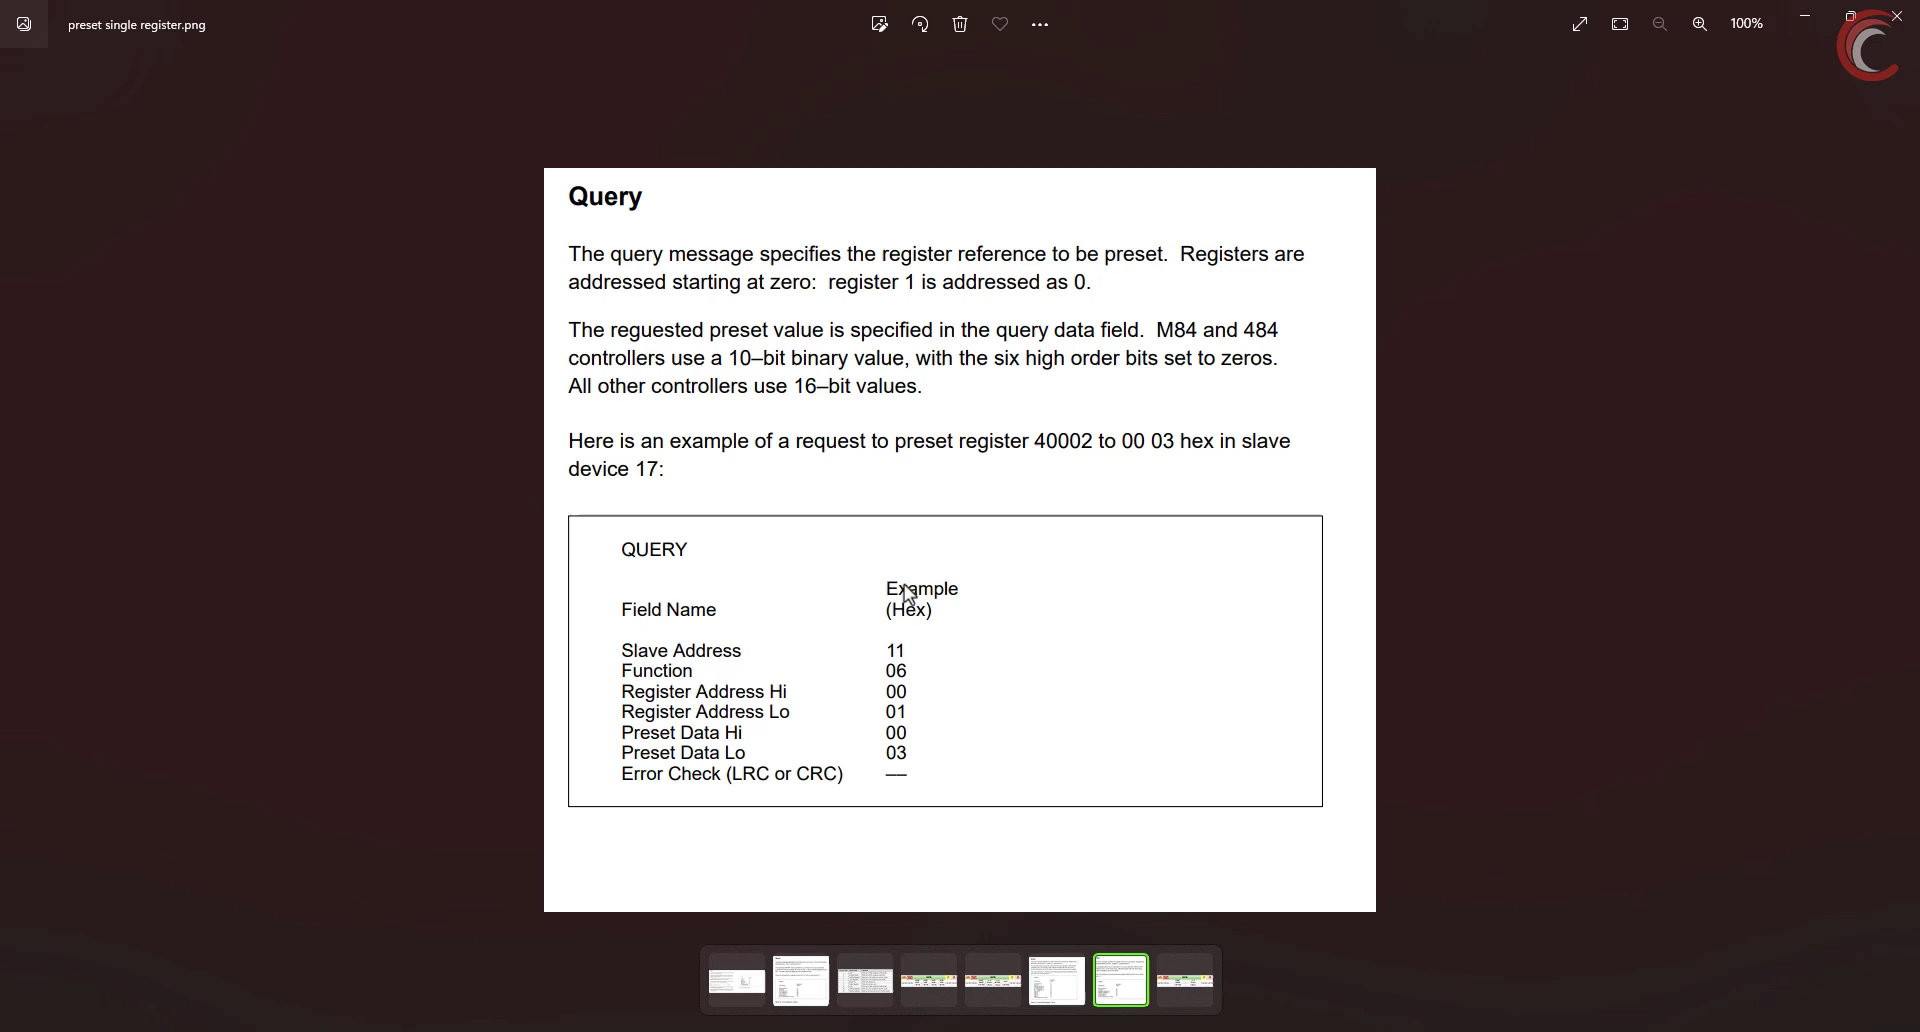 preset single register.png
100%
Query
The query message specifies the register reference to be preset. Registers are
addressed starting at zero: register 1 is addressed as 0.
The reguested preset value is specified in the query data field. M84 and 484
controllers use a 10–bit binary value, with the six high order bits set to zeros.
All other controllers use 16–bit values.
Here is an example of a request to preset register 40002 to 00 03 hex in slave
device 17:
QUERY
Example
Field Name (Hex)
Slave Address 11
Function 06
Register Address Hi 00
Register Address Lo 01
Preset Data Hi 00
Preset Data Lo 03
Error Check (LRC or CRC) ––